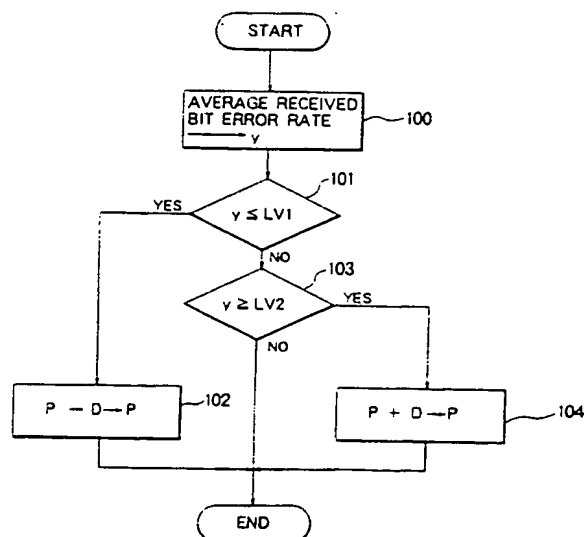 START
AVERAGE RECEIVED
BIT ERROR RATE
→ y
100
101
YES
y ≤ LV1
NO
103
y ≥ LV2
YES
NO
P − D → P
102
P + D → P
104
END